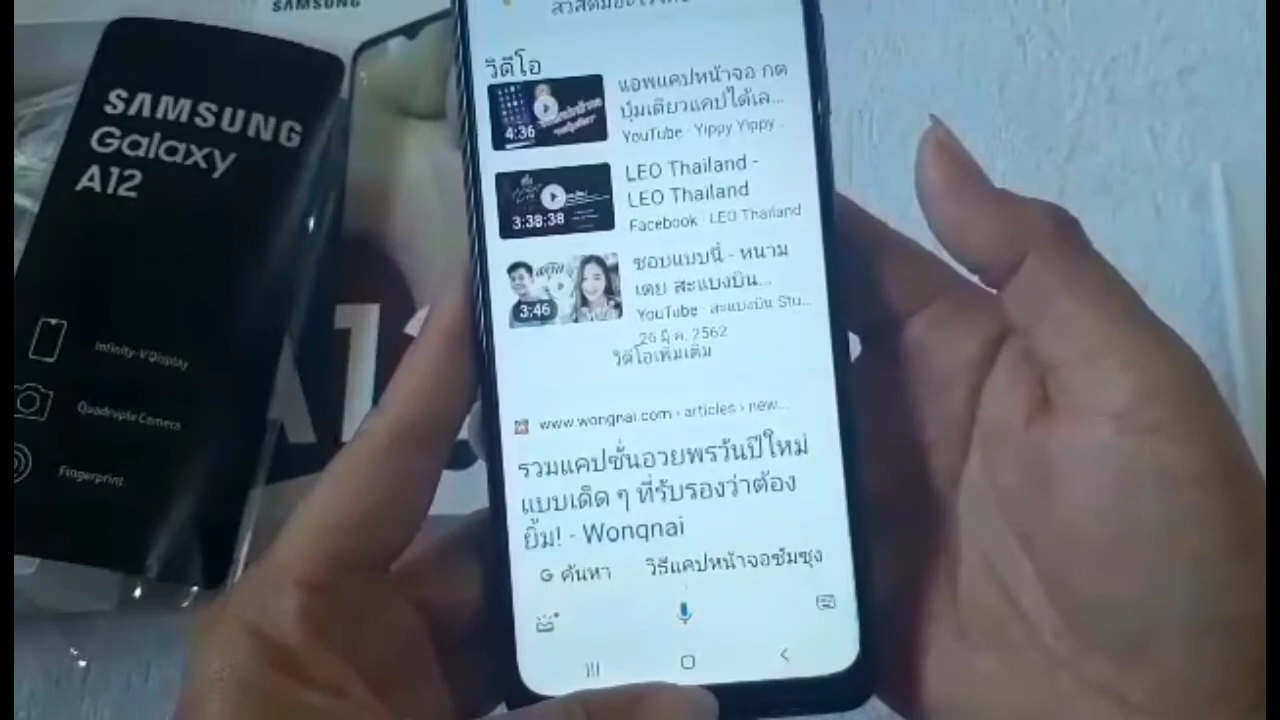 SAMSUNG
SAMSUNG
Galaxy
A12
Infinity-V Display
Quadruple Camera
Fingerprint
วิดีโอ
แอพแคปหน้าจอ กด
ปุ่มเดียวแคปได้เล...
4:36
YouTube · Yippy Yippy
LEO Thailand -
LEO Thailand
3:38:38
Facebook · LEO Thailand
ชอบแบบนี้ - หนาม
เตย สะแบงบิน...
3:46
YouTube · สะแบงบิน Stu...
26 มี.ค. 2562
วิดีโอเพิ่มเติม
www.wongnai.com › articles › new...
รวมแคปชั่นอวยพรวันปีใหม่
แบบเด็ด ๆ ที่รับรองว่าต้อง
ยิ้ม! - Wongnai
G ค้นหา
วิธีแคปหน้าจอซัมซุง